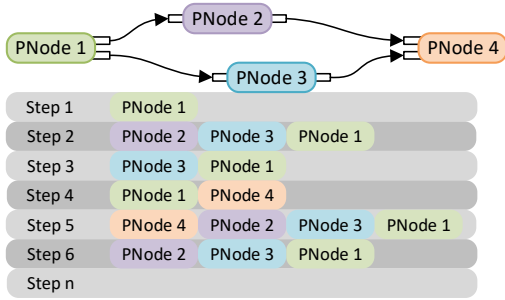 PNode 2
PNode 1
PNode 4
PNode 3
Step 1 PNode 1
Step 2 PNode 2 PNode 3 PNode 1
Step 3 PNode 3 PNode 1
Step 4 PNode 1 PNode 4
Step 5 PNode 4 PNode 2 PNode 3 PNode 1
Step 6 PNode 2 PNode 3 PNode 1
Step n